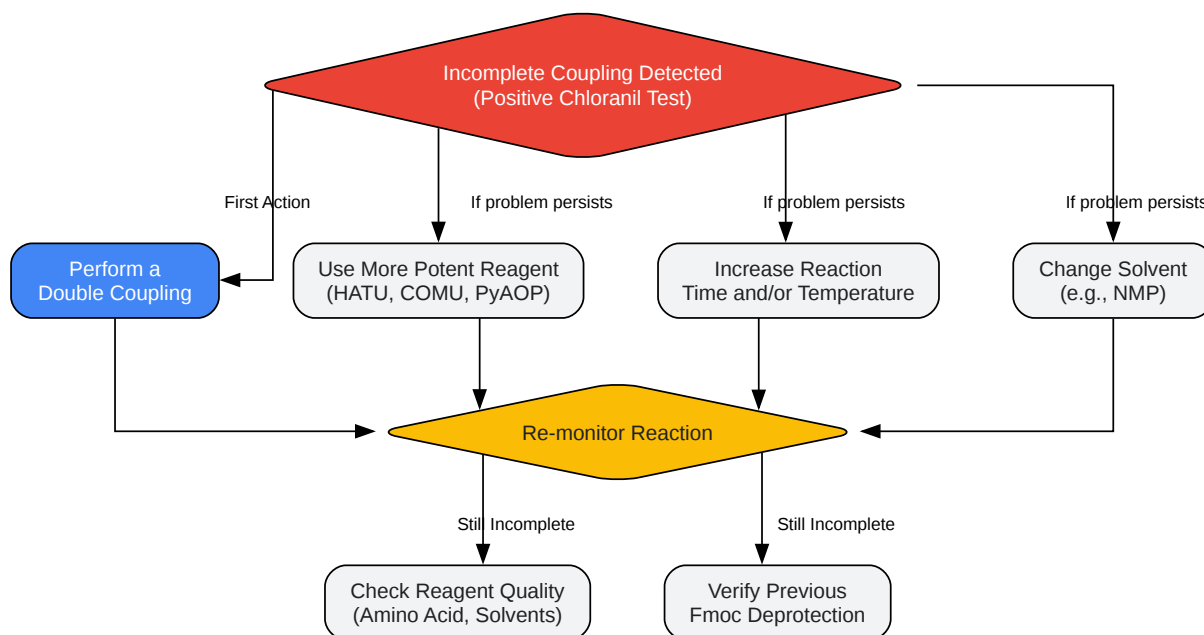 Incomplete Coupling Detected
(Positive Chloranil Test)
First Action
If problem persists
If problem persists
If problem persists
Perform a
Double Coupling
Use More Potent Reagent
(HATU, COMU, PyAOP)
Increase Reaction
Time and/or Temperature
Change Solvent
(e.g., NMP)
Re-monitor Reaction
Still Incomplete
Still Incomplete
Check Reagent Quality
(Amino Acid, Solvents)
Verify Previous
Fmoc Deprotection